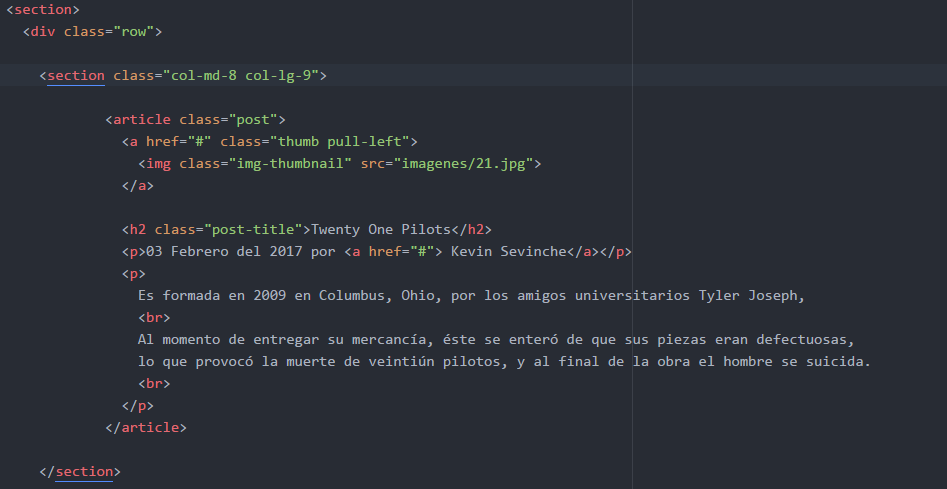 <section>
<div class="row">
<section class="col-md-8 col-lg-9">
<article class="post">
<a href="#" class="thumb pull-left">
<img class="img-thumbnail" src="imagenes/21.jpg">
</a>
<h2 class="post-title">Twenty One Pilots</h2>
<p>03 Febrero del 2017 por <a href="#"> Kevin Sevinche</a></p>
<p>
Es formada en 2009 en Columbus, Ohio, por los amigos universitarios Tyler Joseph,
<br>
Al momento de entregar su mercancía, éste se enteró de que sus piezas eran defectuosas,
lo que provocó la muerte de veintiún pilotos, y al final de la obra el hombre se suicida.
<br>
</p>
</article>
</section>